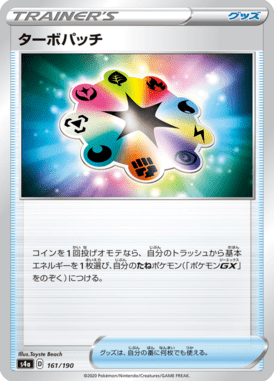 TRAINER'S
グッズ
ターボパッチ
コインを1回投げオモテなら、自分のトラッシュから基本
エネルギーを1枚選び、自分のたねポケモン(「ポケモンGX」
をのぞく)につける。
Illus.Toyste Beach
s4a D 161/190
グッズは、自分の番に何枚でも使える。
©2020 Pokémon/Nintendo/Creatures/GAME FREAK.